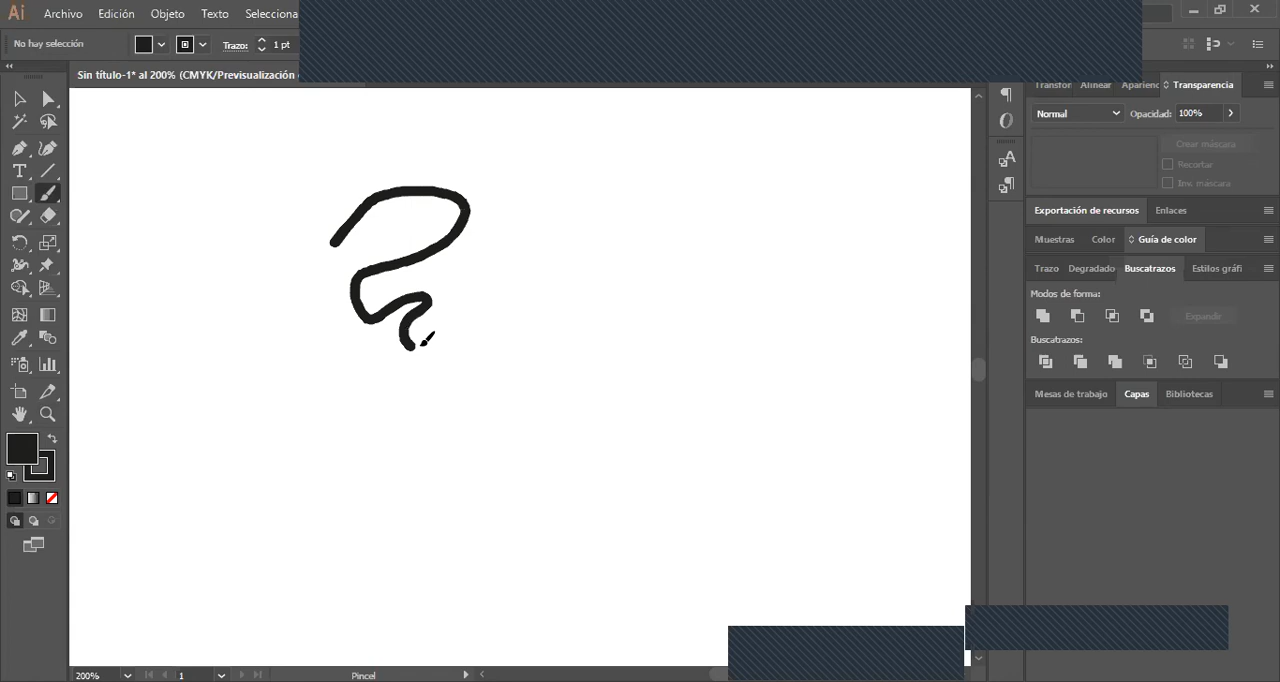 Ai Archivo Edición Objeto Texto Selecciona
No hay selección Trazo: 1 pt
Sin título-1* al 200% (CMYK/Previsualización
Transfor Alinear Aparienc Transparencia
Normal Opacidad: 100%
Crear máscara
Recortar
Inv. máscara
Exportación de recursos Enlaces
Muestras Color Guía de color
Trazo Degradado Buscatrazos Estilos gráfi
Modos de forma:
Expandir
Buscatrazos:
Mesas de trabajo Capas Bibliotecas
200% 1 Pincel